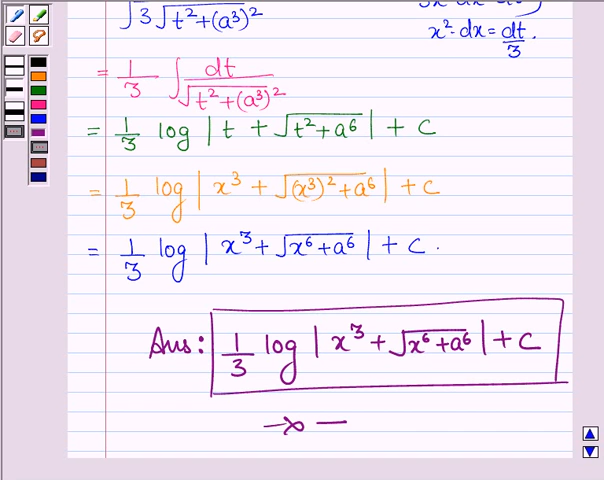 ∫3√t²+(a³)²
x²·dx = dt/3
= 1/3 ∫ dt/√t²+(a³)²
= 1/3 log |t + √t²+a⁶| + c
= 1/3 log |x³ + √(x³)²+a⁶| + c
= 1/3 log |x³ + √x⁶+a⁶| + c.
Ans: 1/3 log |x³ + √x⁶+a⁶| + c